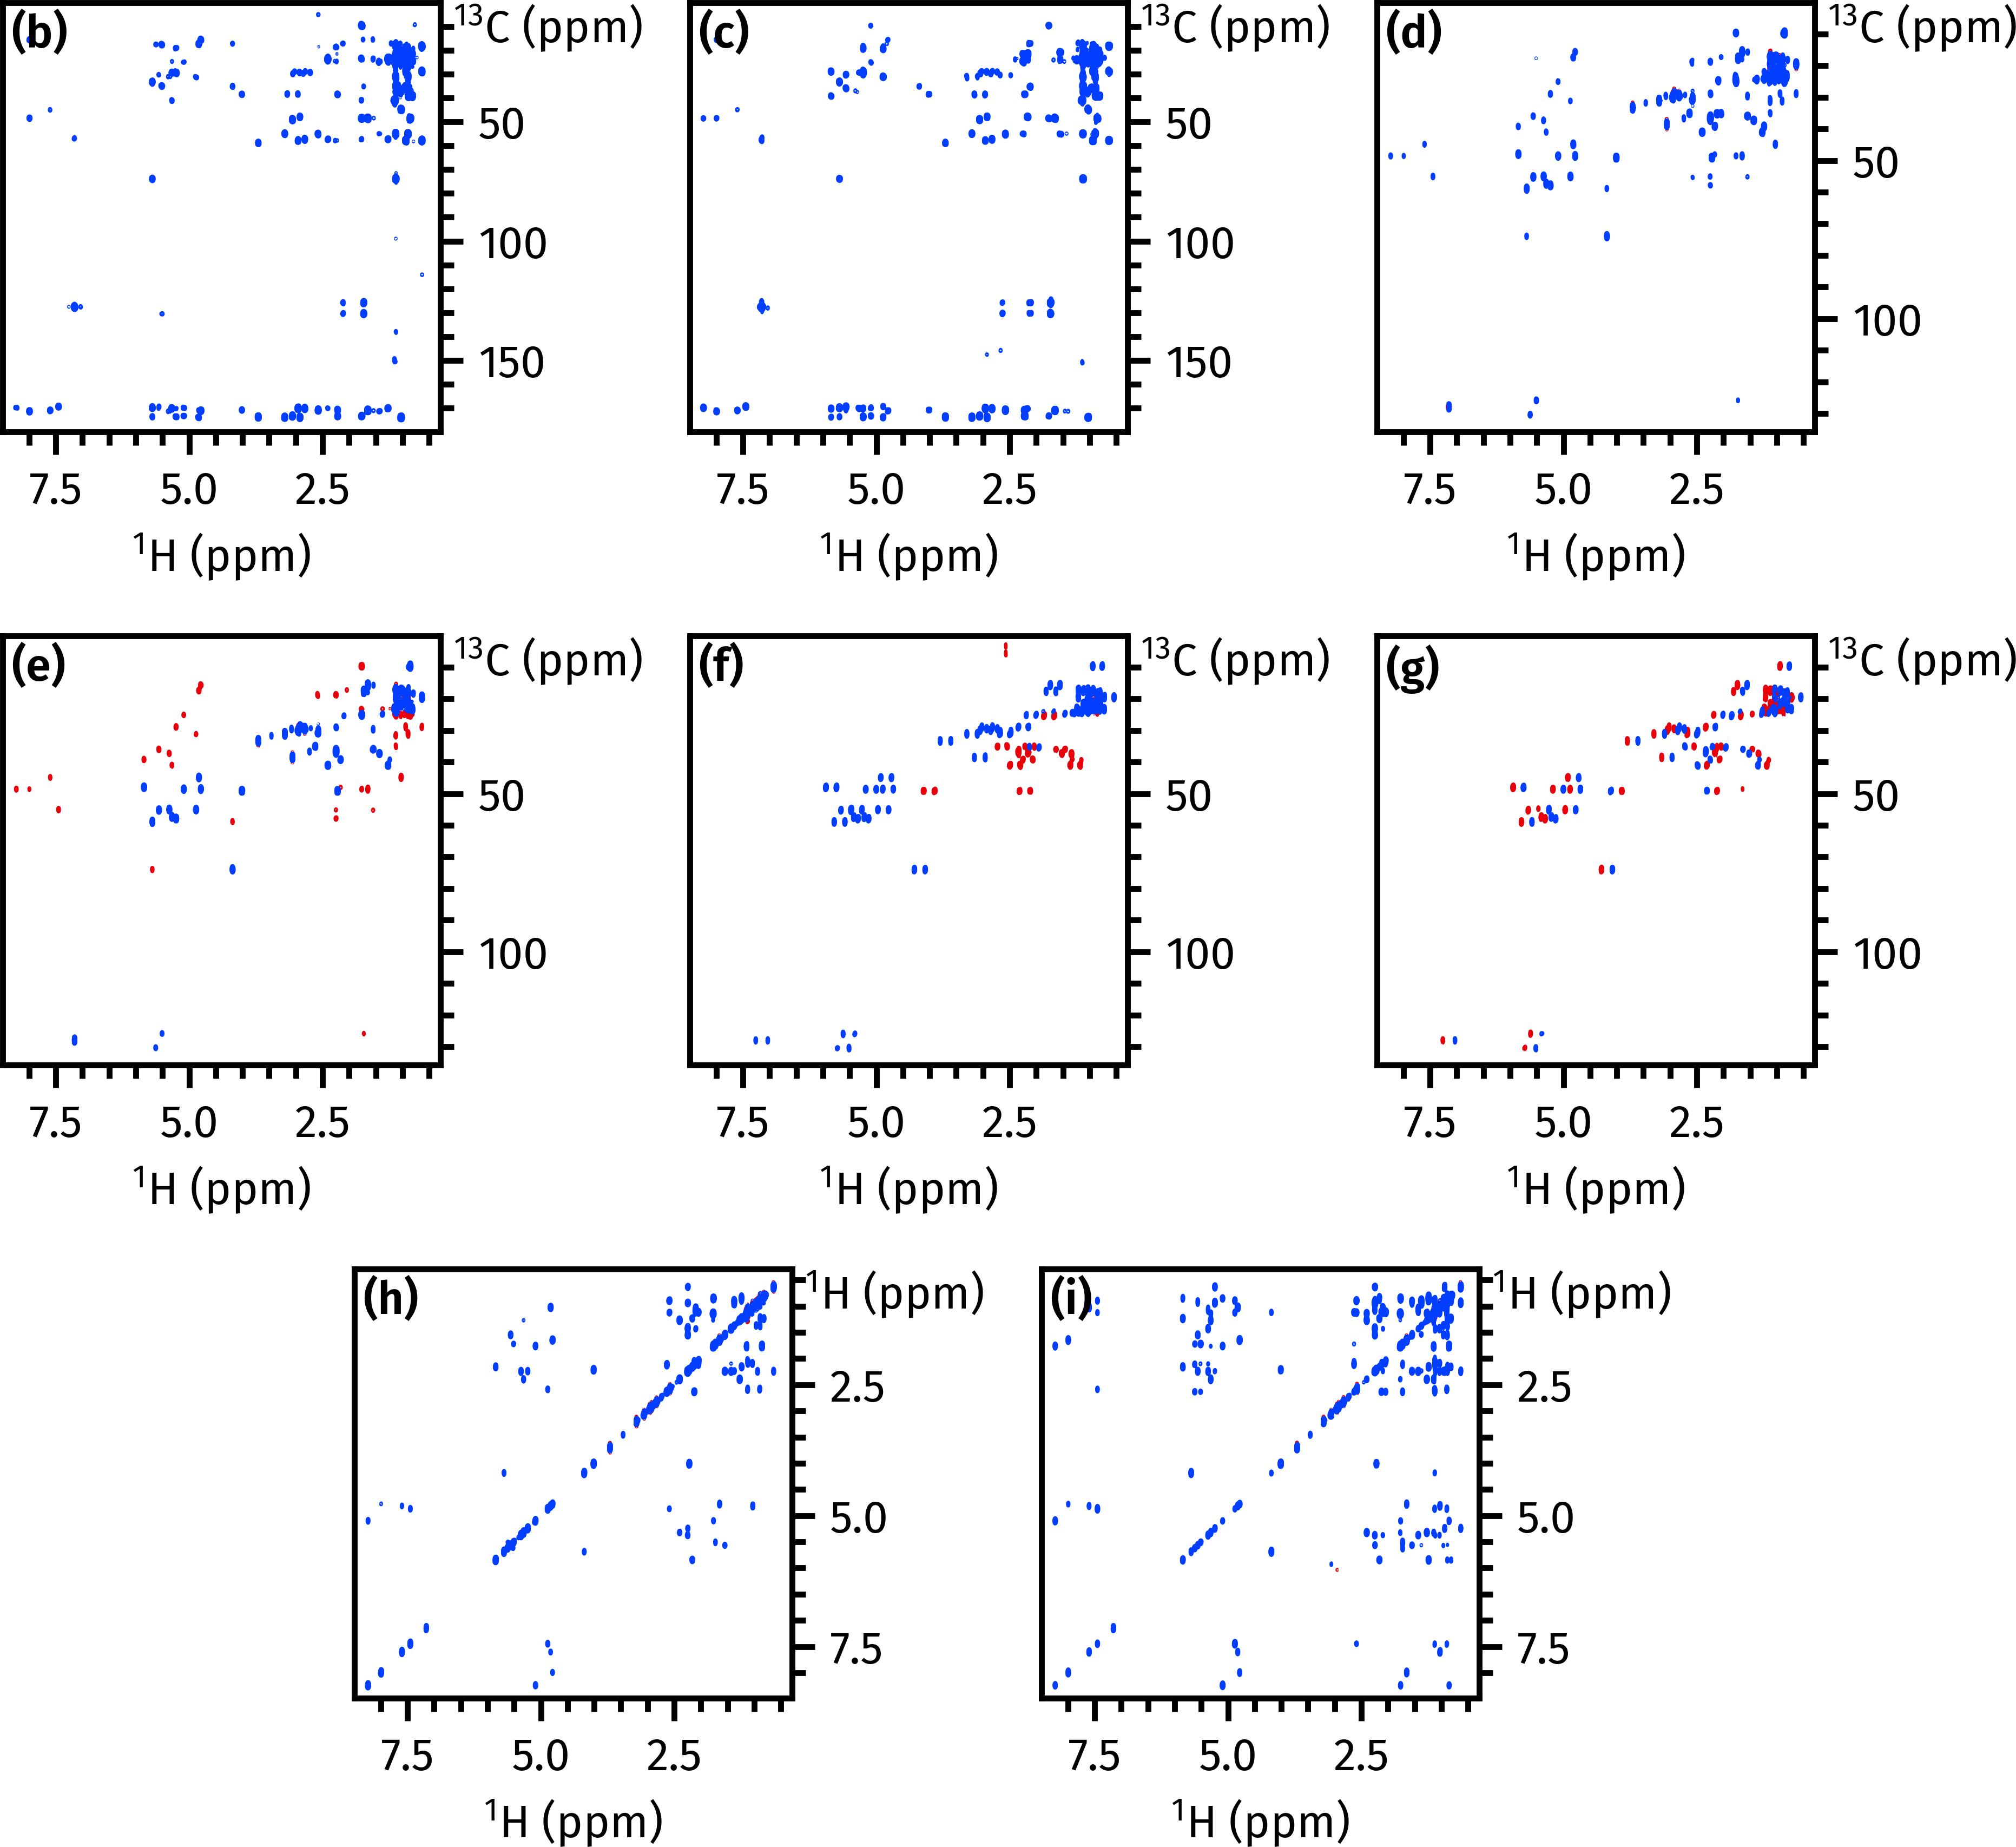 (b) ¹³C (ppm) (c) ¹³C (ppm) (d) ¹³C (ppm)
50 50 50
100 100 100
150 150
7.5 5.0 2.5 7.5 5.0 2.5 7.5 5.0 2.5
¹H (ppm) ¹H (ppm) ¹H (ppm)
(e) ¹³C (ppm) (f) ¹³C (ppm) (g) ¹³C (ppm)
50 50 50
100 100 100
7.5 5.0 2.5 7.5 5.0 2.5 7.5 5.0 2.5
¹H (ppm) ¹H (ppm) ¹H (ppm)
(h) ¹H (ppm) (i) ¹H (ppm)
2.5 2.5
5.0 5.0
7.5 7.5
7.5 5.0 2.5 7.5 5.0 2.5
¹H (ppm) ¹H (ppm)